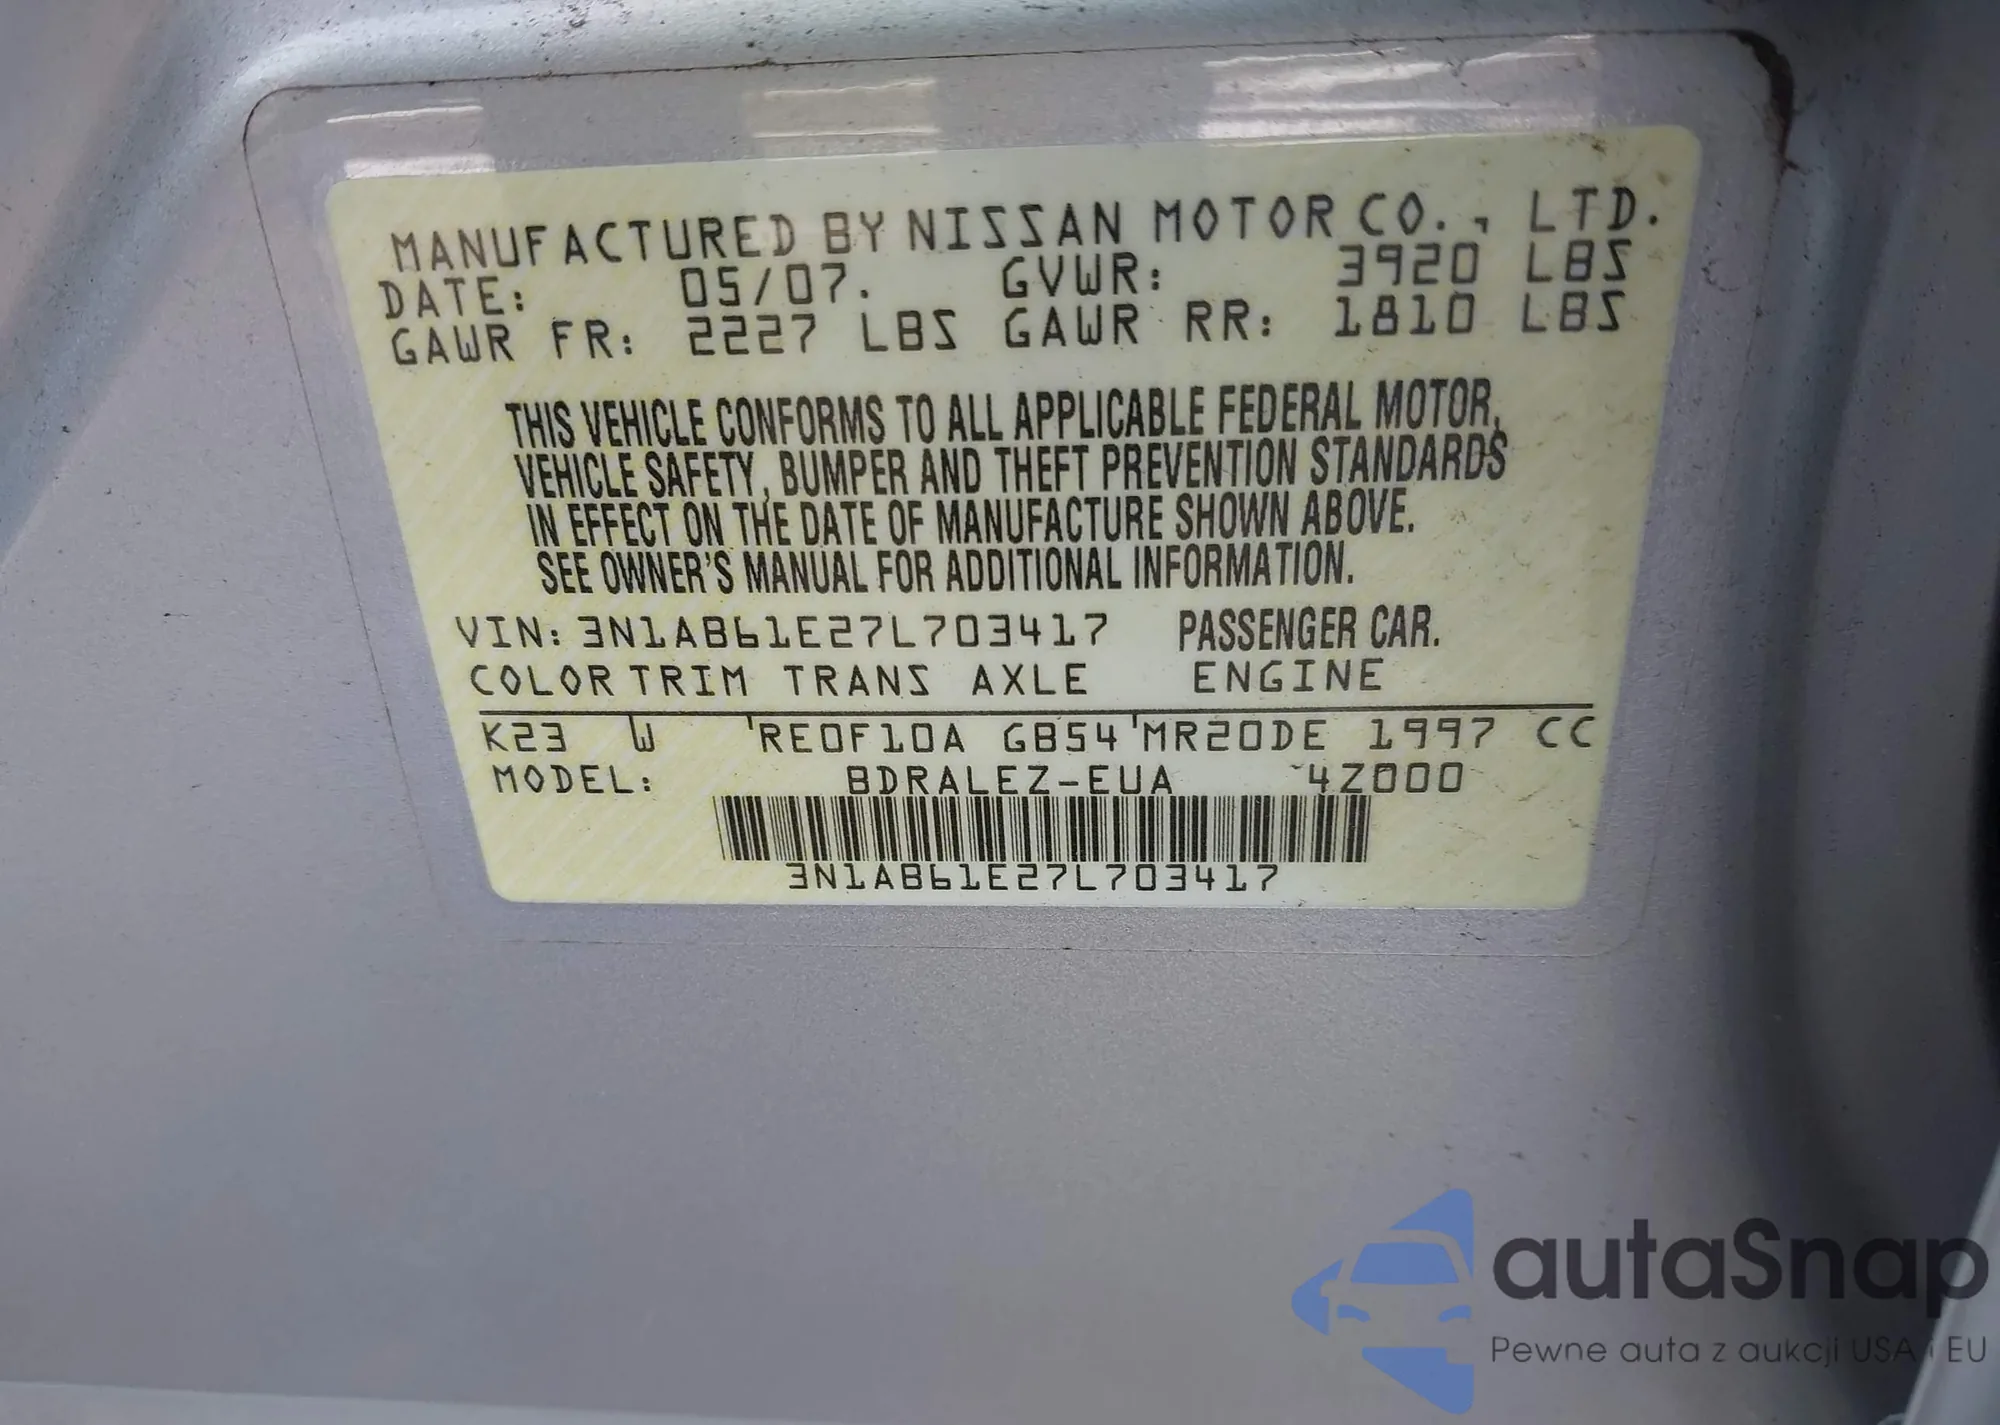 MANUFACTURED BY NISSAN MOTOR CO., LTD.
DATE: 05/07. GVWR: 3920 LBS
GAWR FR: 2227 LBS GAWR RR: 1810 LBS
THIS VEHICLE CONFORMS TO ALL APPLICABLE FEDERAL MOTOR,
VEHICLE SAFETY, BUMPER AND THEFT PREVENTION STANDARDS
IN EFFECT ON THE DATE OF MANUFACTURE SHOWN ABOVE.
SEE OWNER'S MANUAL FOR ADDITIONAL INFORMATION.
VIN: 3N1AB61E27L703417 PASSENGER CAR.
COLOR TRIM TRANS AXLE ENGINE
K23 W RE0F10A GB54 MR20DE 1997 CC
MODEL: BDRALEZ-EUA 4Z000
3N1AB61E27L703417
autaSnap
Pewne auta z aukcji USA i EU